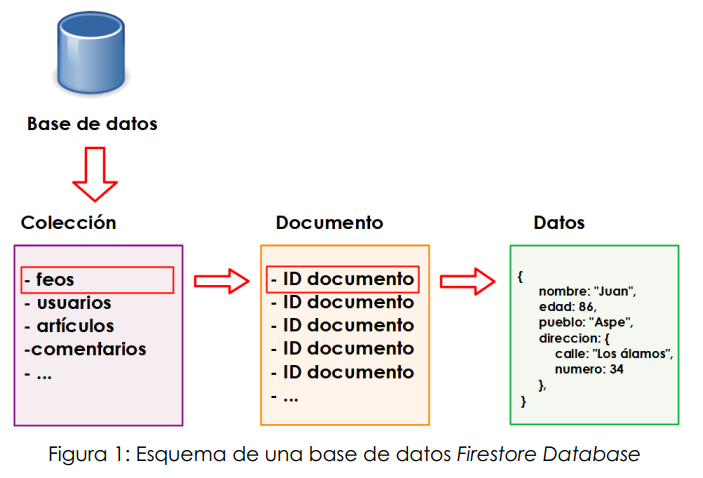 Base de datos
Colección
- feos
- usuarios
- artículos
-comentarios
- ...
Documento
- ID documento
- ID documento
- ID documento
- ID documento
- ID documento
- ...
Datos
{
nombre: "Juan",
edad: 86,
pueblo: "Aspe",
direccion: {
calle: "Los álamos",
numero: 34
},
}
Figura 1: Esquema de una base de datos Firestore Database